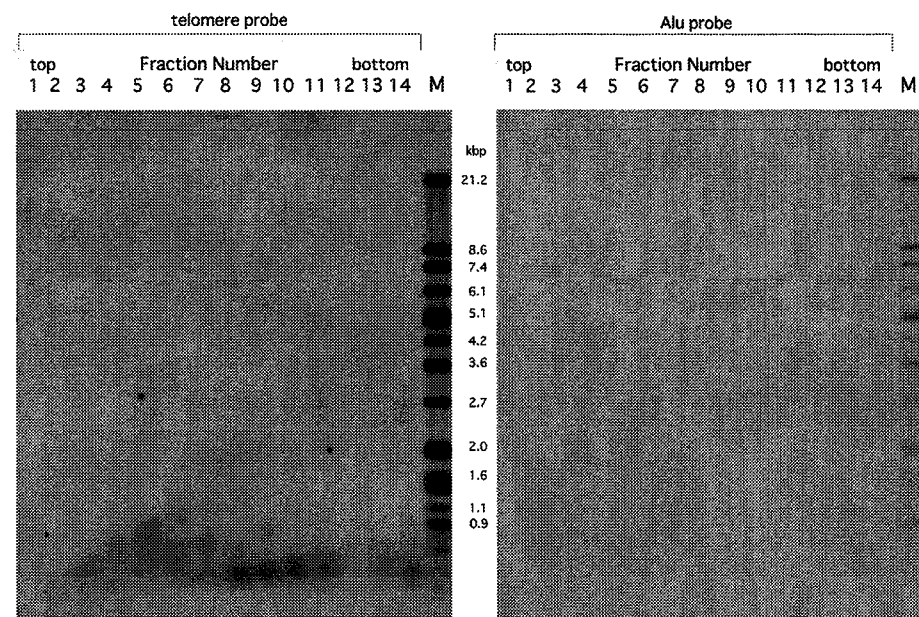 telomere probe
top Fraction Number bottom
1 2 3 4 5 6 7 8 9 10 11 12 13 14 M
Alu probe
top Fraction Number bottom
1 2 3 4 5 6 7 8 9 10 11 12 13 14 M
kbp
21.2
8.6
7.4
6.1
5.1
4.2
3.6
2.7
2.0
1.6
1.1
0.9